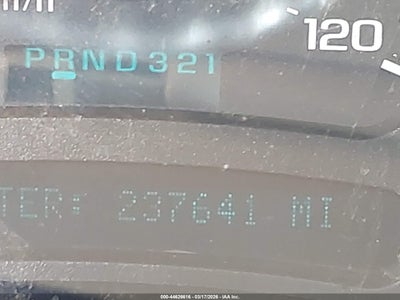 120
PRND321
TER: 237641 MI
000-44626616 - 03/17/2026 - IAA Inc.